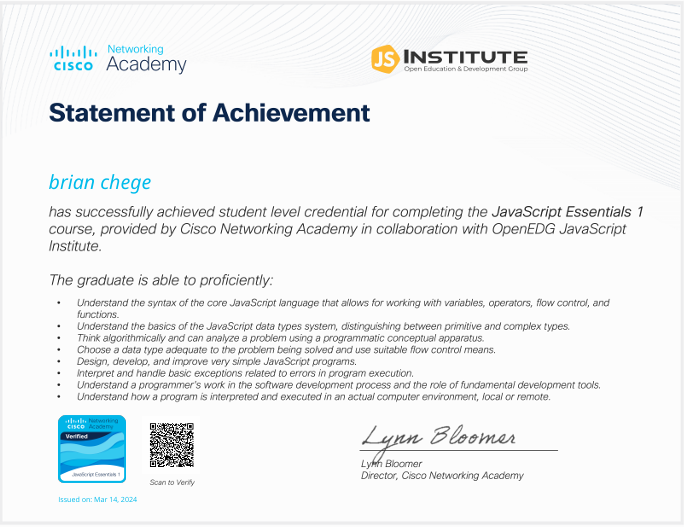 Networking
CISCO Academy
JS INSTITUTE
Open Education & Development Group
Statement of Achievement
brian chege
has successfully achieved student level credential for completing the JavaScript Essentials 1
course, provided by Cisco Networking Academy in collaboration with OpenEDG JavaScript
Institute.
The graduate is able to proficiently:
• Understand the syntax of the core JavaScript language that allows for working with variables, operators, flow control, and
functions.
• Understand the basics of the JavaScript data types system, distinguishing between primitive and complex types.
• Think algorithmically and can analyze a problem using a programmatic conceptual apparatus.
• Choose a data type adequate to the problem being solved and use suitable flow control means.
• Design, develop, and improve very simple JavaScript programs.
• Interpret and handle basic exceptions related to errors in program execution.
• Understand a programmer's work in the software development process and the role of fundamental development tools.
• Understand how a program is interpreted and executed in an actual computer environment, local or remote.
Networking
CISCO Academy
Verified
JavaScript Essentials 1
Scan to Verify
Issued on: Mar 14, 2024
Lynn Bloomer
Lynn Bloomer
Director, Cisco Networking Academy